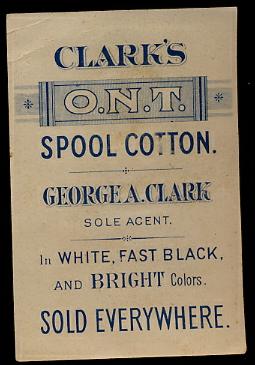 CLARK'S
O.N.T.
SPOOL COTTON.
GEORGE A. CLARK
SOLE AGENT.
In WHITE, FAST BLACK,
AND BRIGHT Colors.
SOLD EVERYWHERE.